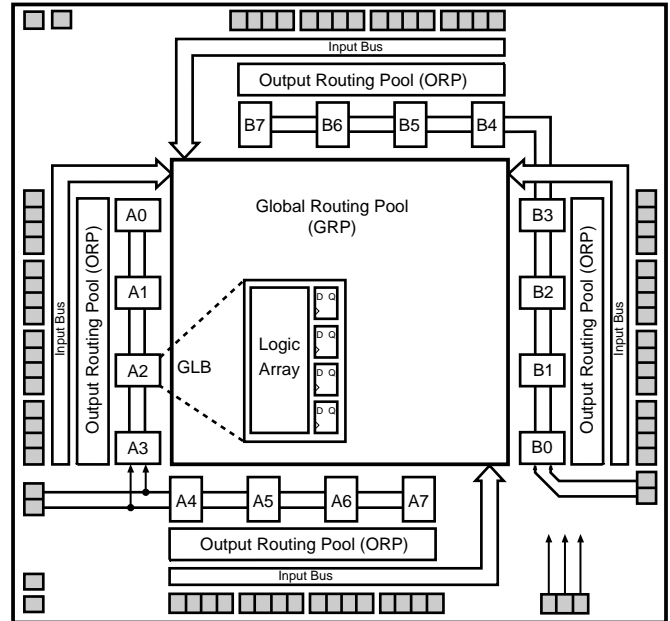 Input Bus
Output Routing Pool (ORP)
B7 B6 B5 B4
Global Routing Pool
(GRP)
Input Bus
Output Routing Pool (ORP)
A0
A1
A2
A3
GLB
Logic
Array
D Q
D Q
D Q
D Q
B3
B2
B1
B0
Output Routing Pool (ORP)
Input Bus
A4 A5 A6 A7
Output Routing Pool (ORP)
Input Bus